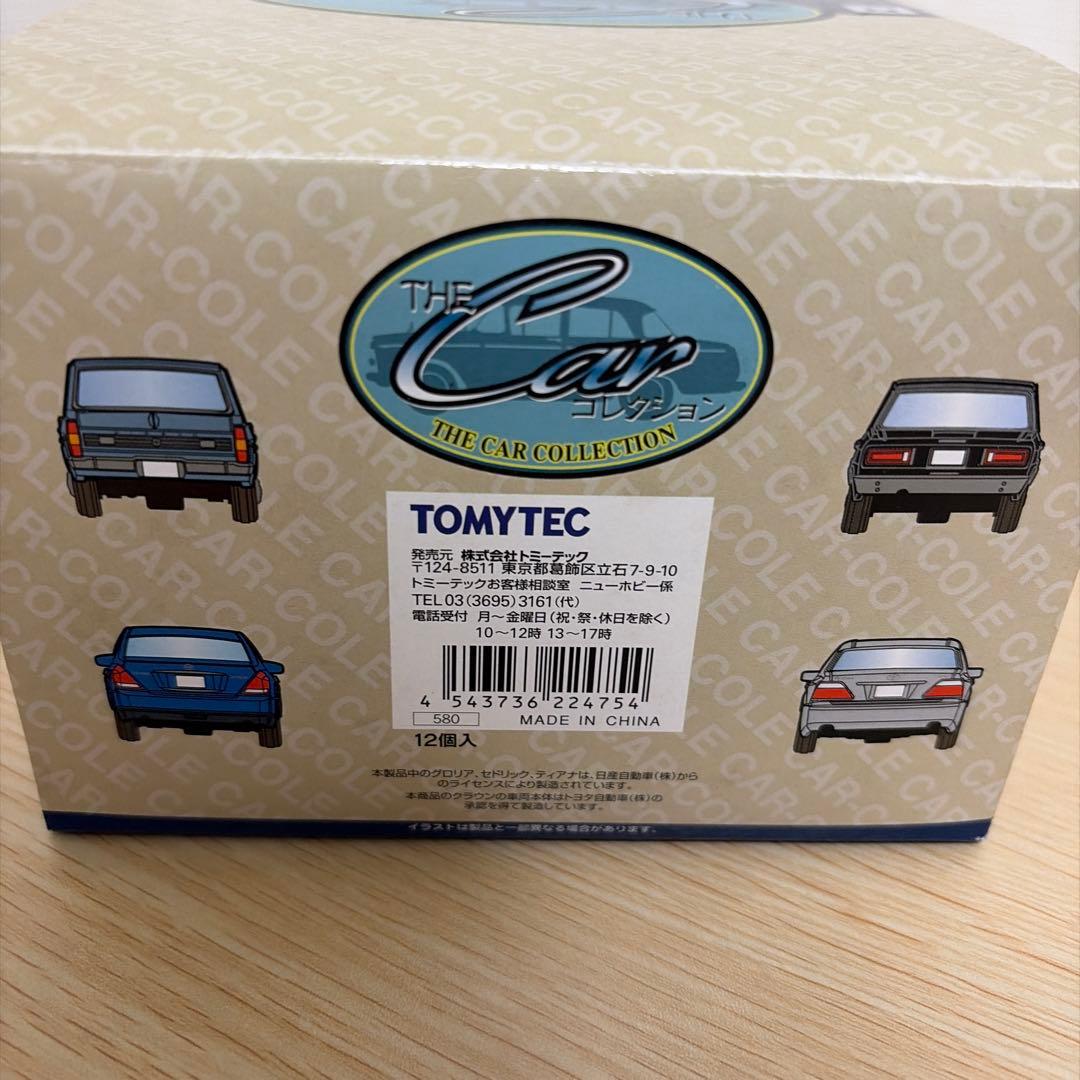 CAR-COLE CAR-COLE CAR-COLE
THE Car
コレクション
THE CAR COLLECTION
TOMYTEC
発売元 株式会社トミーテック
〒124-8511 東京都葛飾区立石7-9-10
トミーテックお客様相談室 ニューホビー係
TEL 03(3695)3161(代)
電話受付 月〜金曜日(祝・祭・休日を除く)
10〜12時 13〜17時
4 543736 224754
580 MADE IN CHINA
12個入
本製品中のグロリア、セドリック、ティアナは、日産自動車(株)から
のライセンスにより製造されています。
本商品のクラウンの車両本体はトヨタ自動車(株)の
承認を得て製造しています。
イラストは製品と一部異なる場合があります。